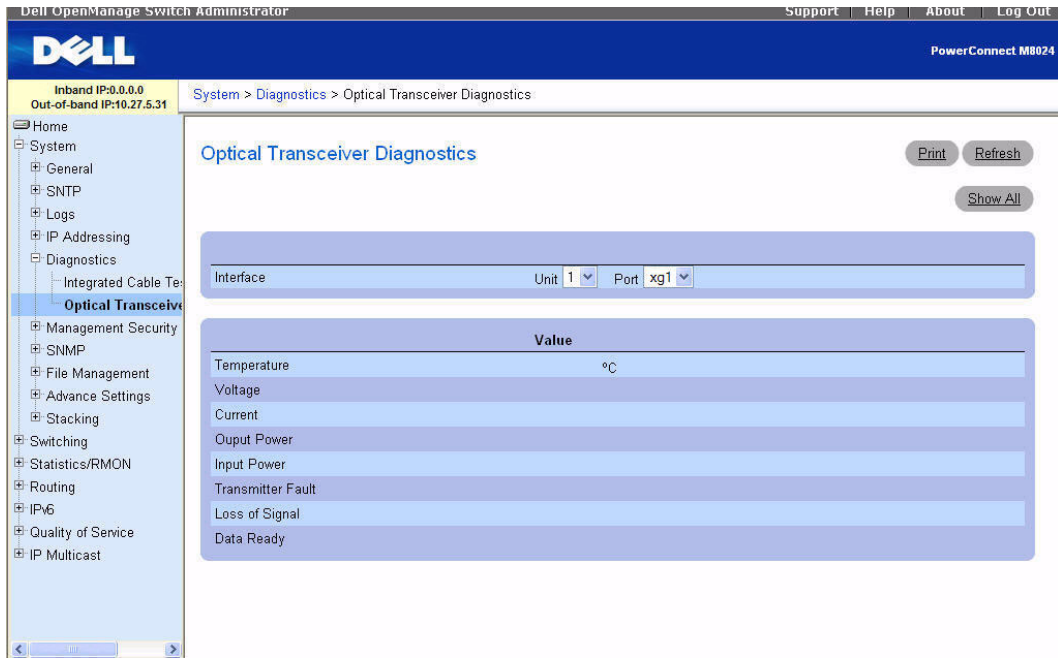 Dell OpenManage Switch Administrator
Support | Help | About | Log Out
DELL
PowerConnect M8024
Inband IP:0.0.0.0
Out-of-band IP:10.27.5.31
System > Diagnostics > Optical Transceiver Diagnostics
Home
System
General
SNTP
Logs
IP Addressing
Diagnostics
Integrated Cable Te
Optical Transceive
Management Security
SNMP
File Management
Advance Settings
Stacking
Switching
Statistics/RMON
Routing
IPv6
Quality of Service
IP Multicast
Optical Transceiver Diagnostics
Print Refresh
Show All
Interface Unit 1 Port xg1
Value
Temperature ºC
Voltage
Current
Ouput Power
Input Power
Transmitter Fault
Loss of Signal
Data Ready